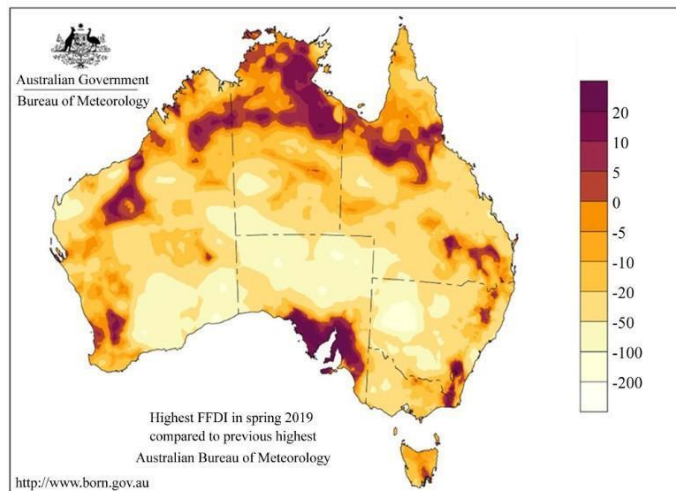 Australian Government
Bureau of Meteorology
20
10
5
0
-5
-10
-20
-50
-100
-200
Highest FFDI in spring 2019
compared to previous highest
Australian Bureau of Meteorology
http://www.born.gov.au